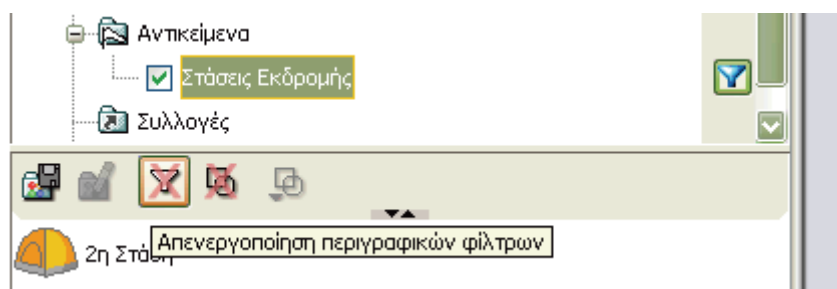 Αντικείμενα
Στάσεις Εκδρομής
Συλλογές
Απενεργοποίηση περιγραφικών φίλτρων
2η Στάση